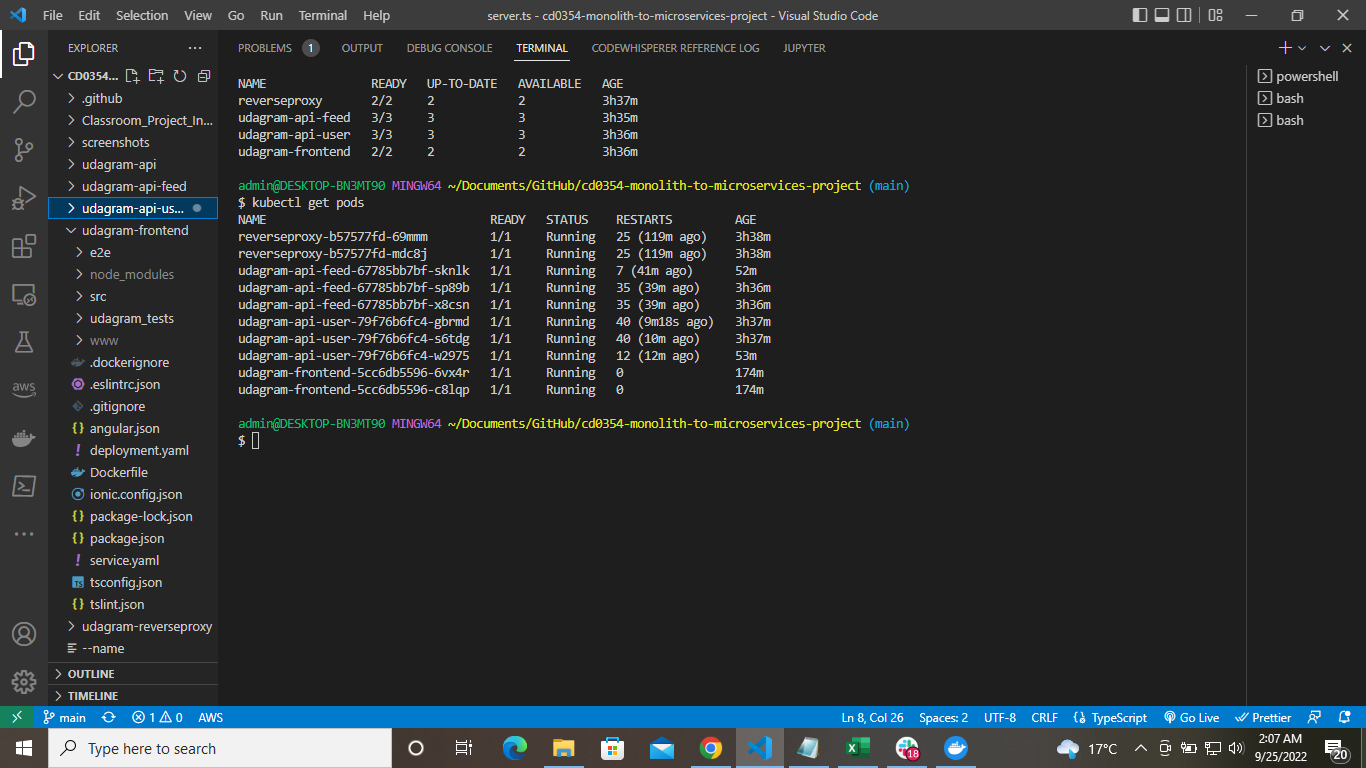 File Edit Selection View Go Run Terminal Help server.ts - cd0354-monolith-to-microservices-project - Visual Studio Code
EXPLORER
CD0354...
.github
Classroom_Project_In...
screenshots
udagram-api
udagram-api-feed
udagram-api-us...
udagram-frontend
e2e
node_modules
src
udagram_tests
www
.dockerignore
.eslintrc.json
.gitignore
angular.json
deployment.yaml
Dockerfile
ionic.config.json
package-lock.json
package.json
service.yaml
tsconfig.json
tslint.json
udagram-reverseproxy
--name
OUTLINE
TIMELINE
aws
PROBLEMS 1 OUTPUT DEBUG CONSOLE TERMINAL CODEWHISPERER REFERENCE LOG JUPYTER
NAME READY UP-TO-DATE AVAILABLE AGE
reverseproxy 2/2 2 2 3h37m
udagram-api-feed 3/3 3 3 3h35m
udagram-api-user 3/3 3 3 3h36m
udagram-frontend 2/2 2 2 3h36m
admin@DESKTOP-BN3MT90 MINGW64 ~/Documents/GitHub/cd0354-monolith-to-microservices-project (main)
$ kubectl get pods
NAME READY STATUS RESTARTS AGE
reverseproxy-b57577fd-69mmm 1/1 Running 25 (119m ago) 3h38m
reverseproxy-b57577fd-mdc8j 1/1 Running 25 (119m ago) 3h38m
udagram-api-feed-67785bb7bf-sknlk 1/1 Running 7 (41m ago) 52m
udagram-api-feed-67785bb7bf-sp89b 1/1 Running 35 (39m ago) 3h36m
udagram-api-feed-67785bb7bf-x8csn 1/1 Running 35 (39m ago) 3h36m
udagram-api-user-79f76b6fc4-gbrmd 1/1 Running 40 (9m18s ago) 3h37m
udagram-api-user-79f76b6fc4-s6tdg 1/1 Running 40 (10m ago) 3h37m
udagram-api-user-79f76b6fc4-w2975 1/1 Running 12 (12m ago) 53m
udagram-frontend-5cc6db5596-6vx4r 1/1 Running 0 174m
udagram-frontend-5cc6db5596-c8lqp 1/1 Running 0 174m
admin@DESKTOP-BN3MT90 MINGW64 ~/Documents/GitHub/cd0354-monolith-to-microservices-project (main)
$
powershell
bash
bash
main 1 0 AWS Ln 8, Col 26 Spaces: 2 UTF-8 CRLF TypeScript Go Live Prettier
Type here to search 18 17°C 2:07 AM
9/25/2022 20